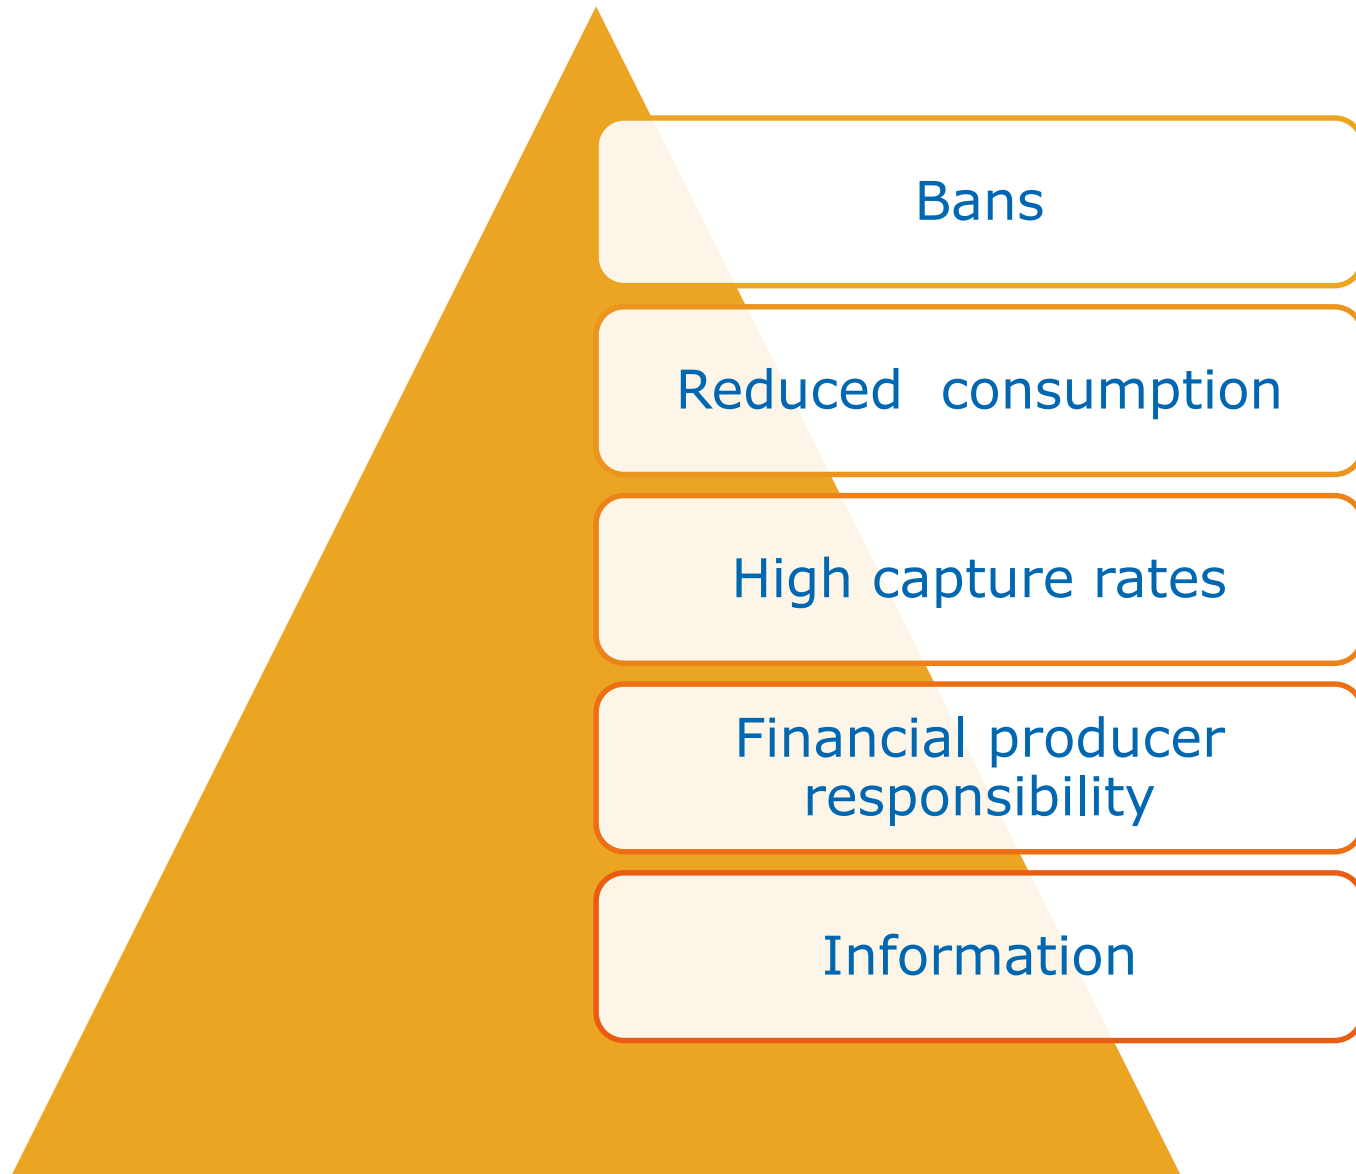 Bans
Reduced  consumption
High capture rates
Financial producer
responsibility
Information